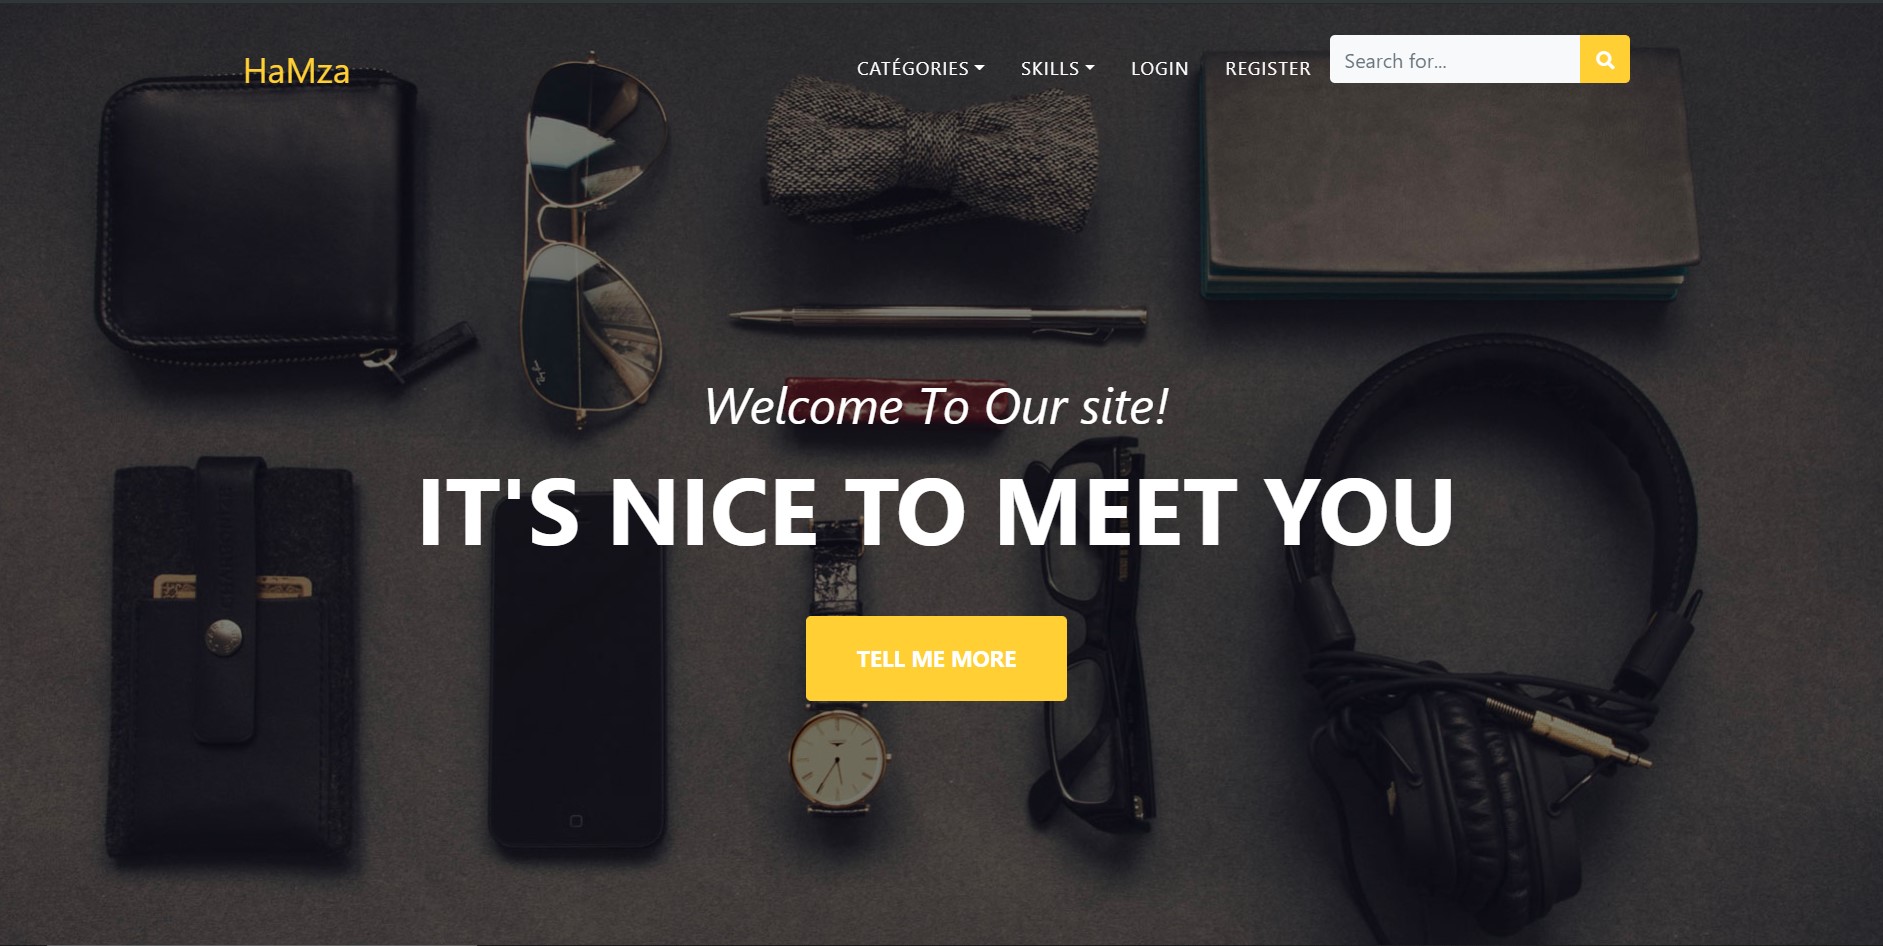 HaMza
CATÉGORIES
SKILLS
LOGIN
REGISTER
Search for...
Welcome To Our site!
IT'S NICE TO MEET YOU
TELL ME MORE